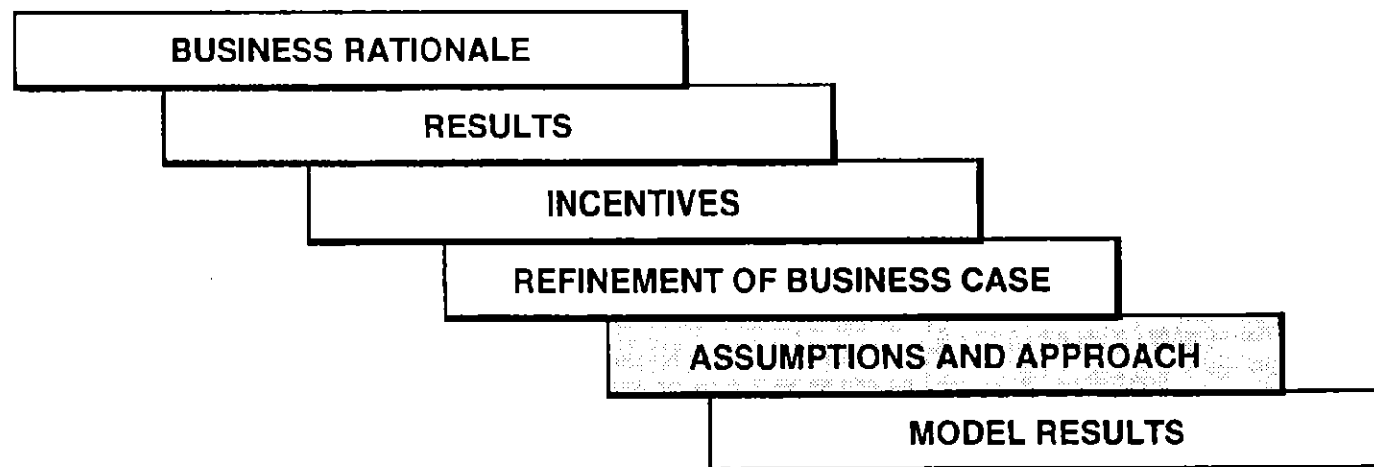 BUSINESS RATIONALE
RESULTS
INCENTIVES
REFINEMENT OF BUSINESS CASE
ASSUMPTIONS AND APPROACH
MODEL RESULTS